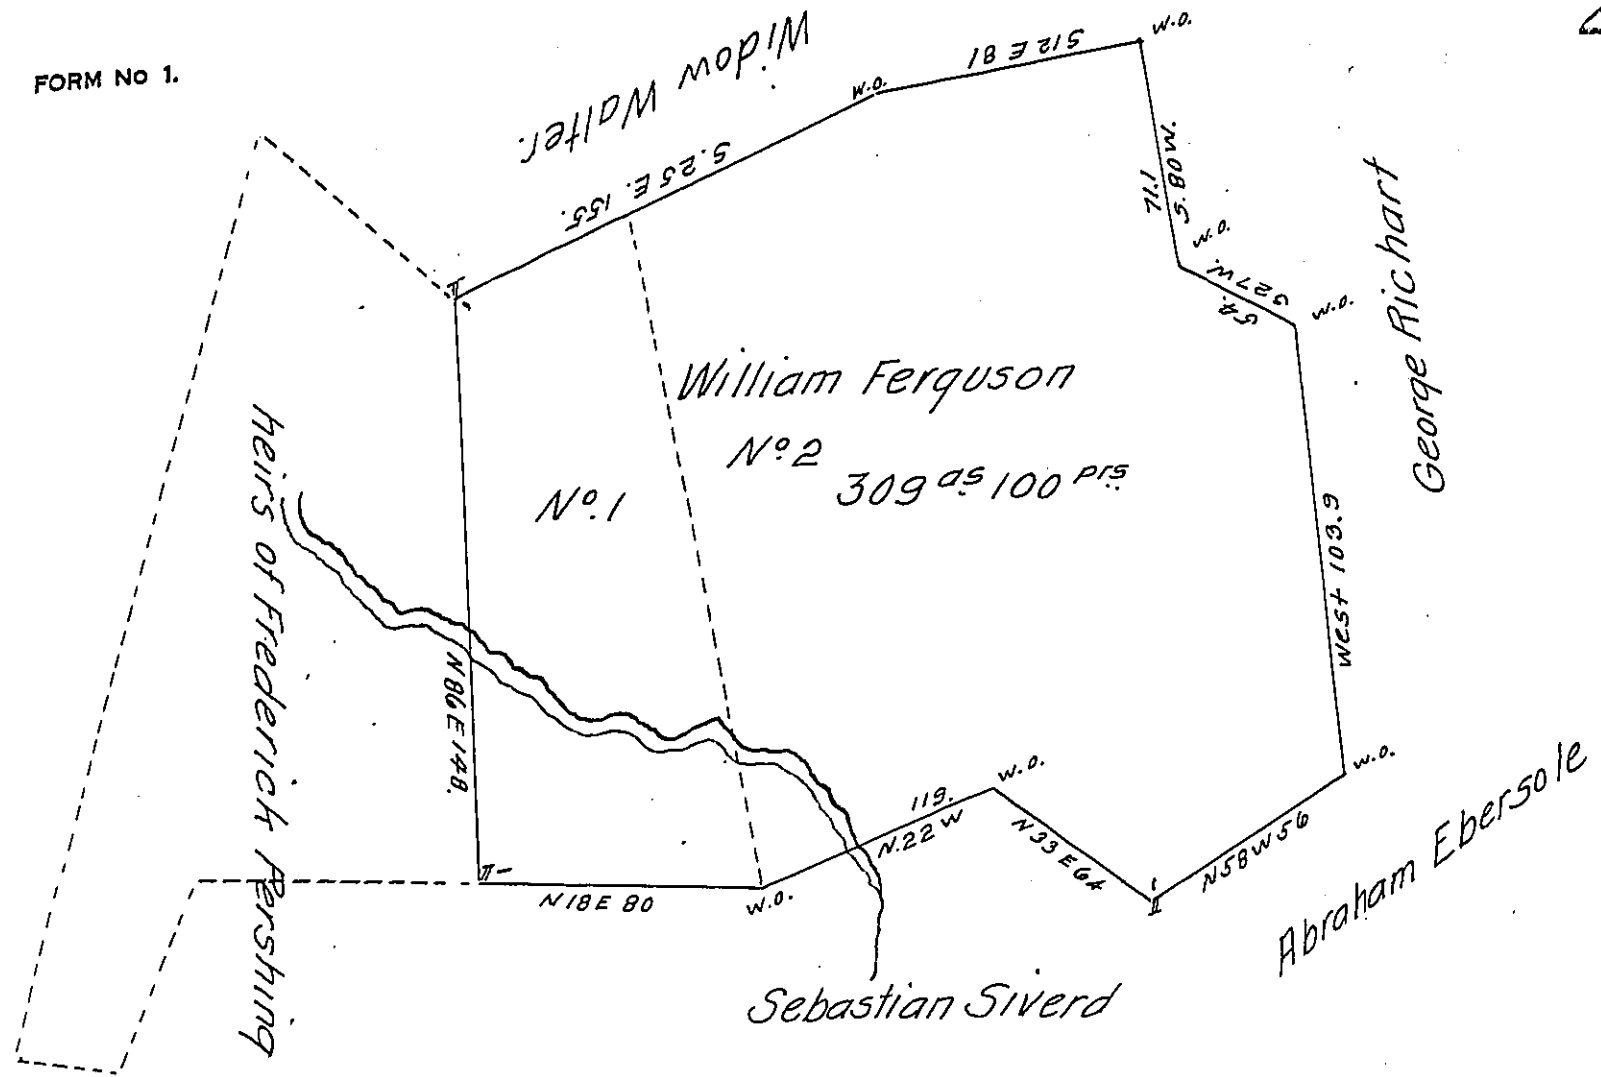 FORM No 1.
Widow Walter.
W.O.
S12E 81
W.O.
S.25E. 155.
71.1
S.80W.
W.O.
S27W.
54.
W.O.
George Richart
William Ferguson
Nº 2
309 as. 100 prs.
Nº.1
heirs of Frederick Pershing
N86E148.
West 103.9
W.O.
N58W56
Abraham Ebersole
W.O.
N33E64
119.
N.22W
W.O.
N18E 80
Sebastian Siverd